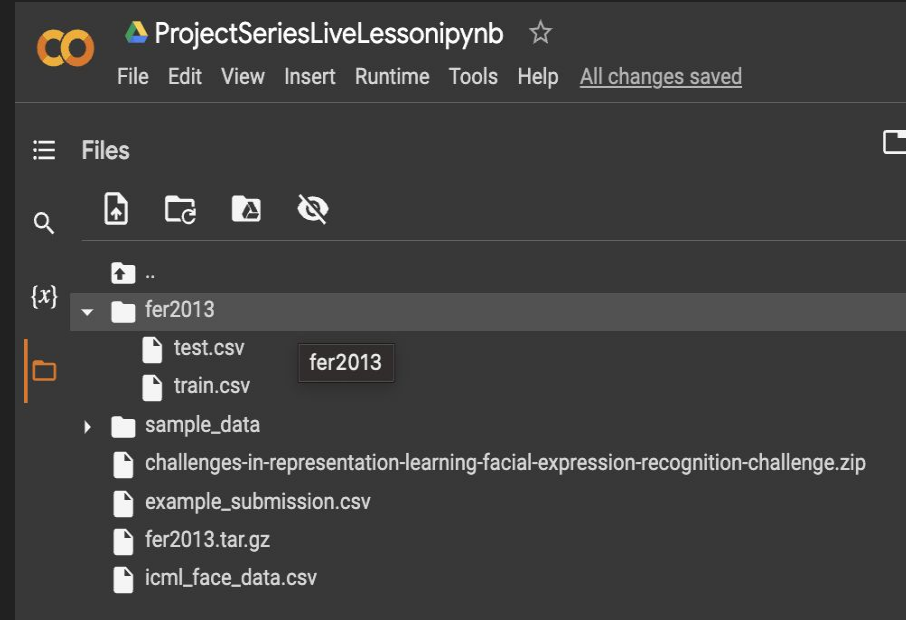 ProjectSeriesLiveLessonipynb
File Edit View Insert Runtime Tools Help All changes saved
Files
{x}
..
fer2013
test.csv
fer2013
train.csv
sample_data
challenges-in-representation-learning-facial-expression-recognition-challenge.zip
example_submission.csv
fer2013.tar.gz
icml_face_data.csv